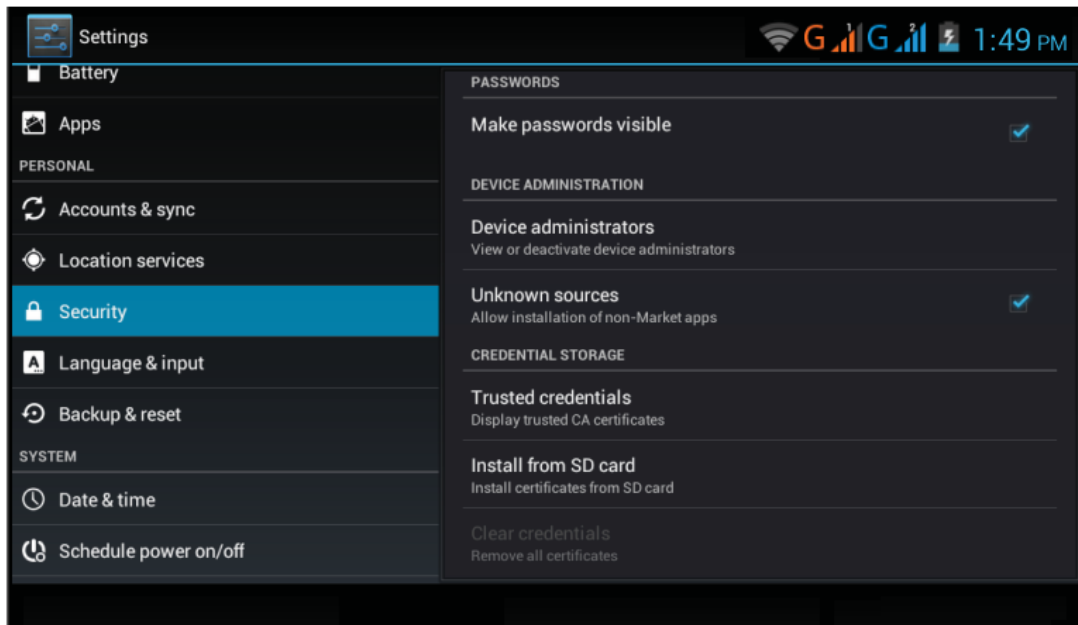 Settings
G 1 G 2 1:49 PM
Battery
Apps
PERSONAL
Accounts & sync
Location services
Security
Language & input
Backup & reset
SYSTEM
Date & time
Schedule power on/off
PASSWORDS
Make passwords visible
DEVICE ADMINISTRATION
Device administrators
View or deactivate device administrators
Unknown sources
Allow installation of non-Market apps
CREDENTIAL STORAGE
Trusted credentials
Display trusted CA certificates
Install from SD card
Install certificates from SD card
Clear credentials
Remove all certificates